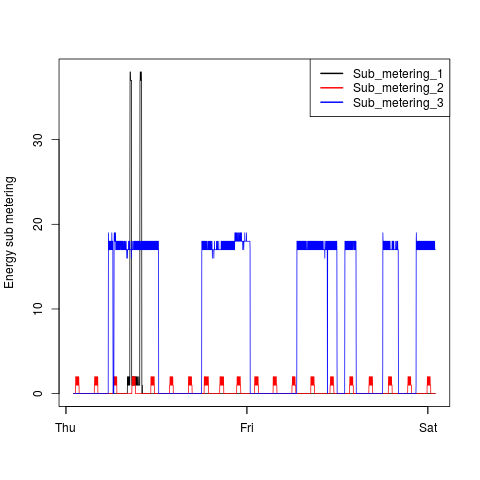 Sub_metering_1
Sub_metering_2
Sub_metering_3
Energy sub metering
30
20
10
0
Thu Fri Sat